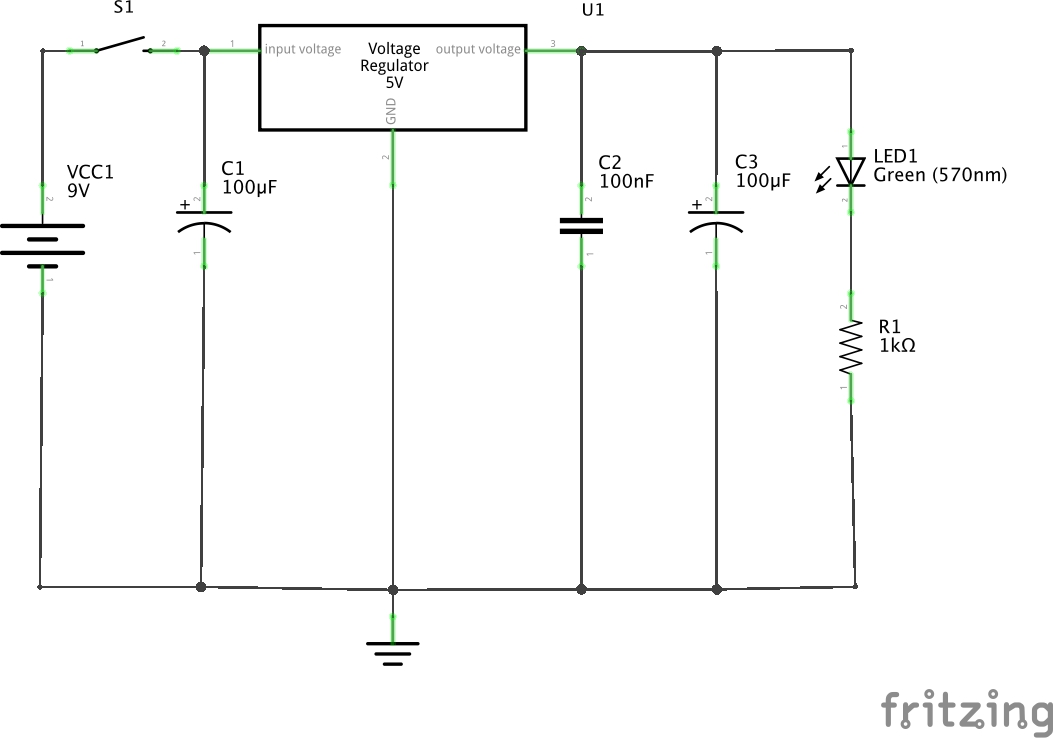 S1
U1
1
2
1
input voltage
Voltage
Regulator
5V
output voltage
3
GND
2
VCC1
9V
2
1
C1
100µF
+
2
1
C2
100nF
2
1
C3
100µF
+
2
1
LED1
Green (570nm)
1
2
R1
1kΩ
2
1
fritzing